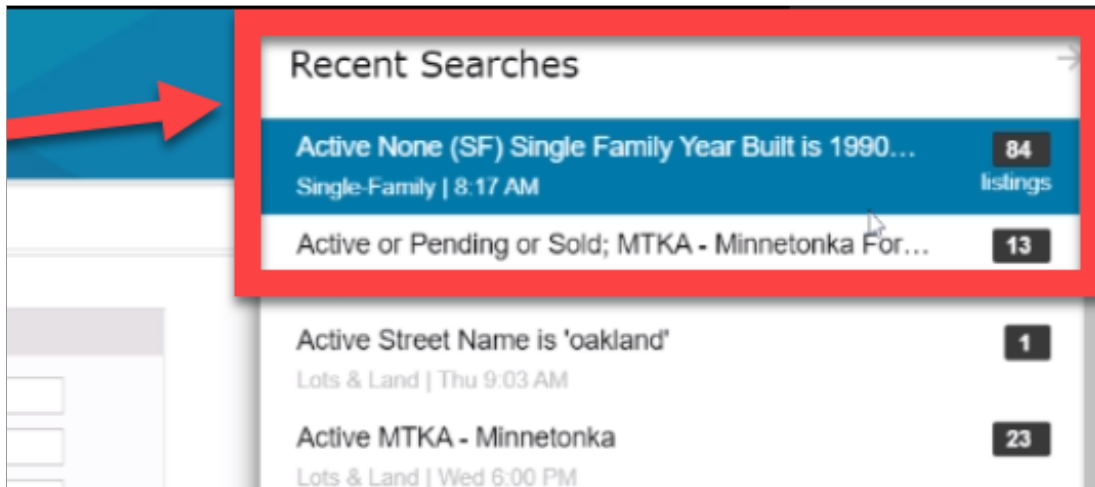 Recent Searches
Active None (SF) Single Family Year Built is 1990...
84
Single-Family | 8:17 AM
listings
Active or Pending or Sold; MTKA - Minnetonka For...
13
Active Street Name is 'oakland'
1
Lots & Land | Thu 9:03 AM
Active MTKA - Minnetonka
23
Lots & Land | Wed 6:00 PM